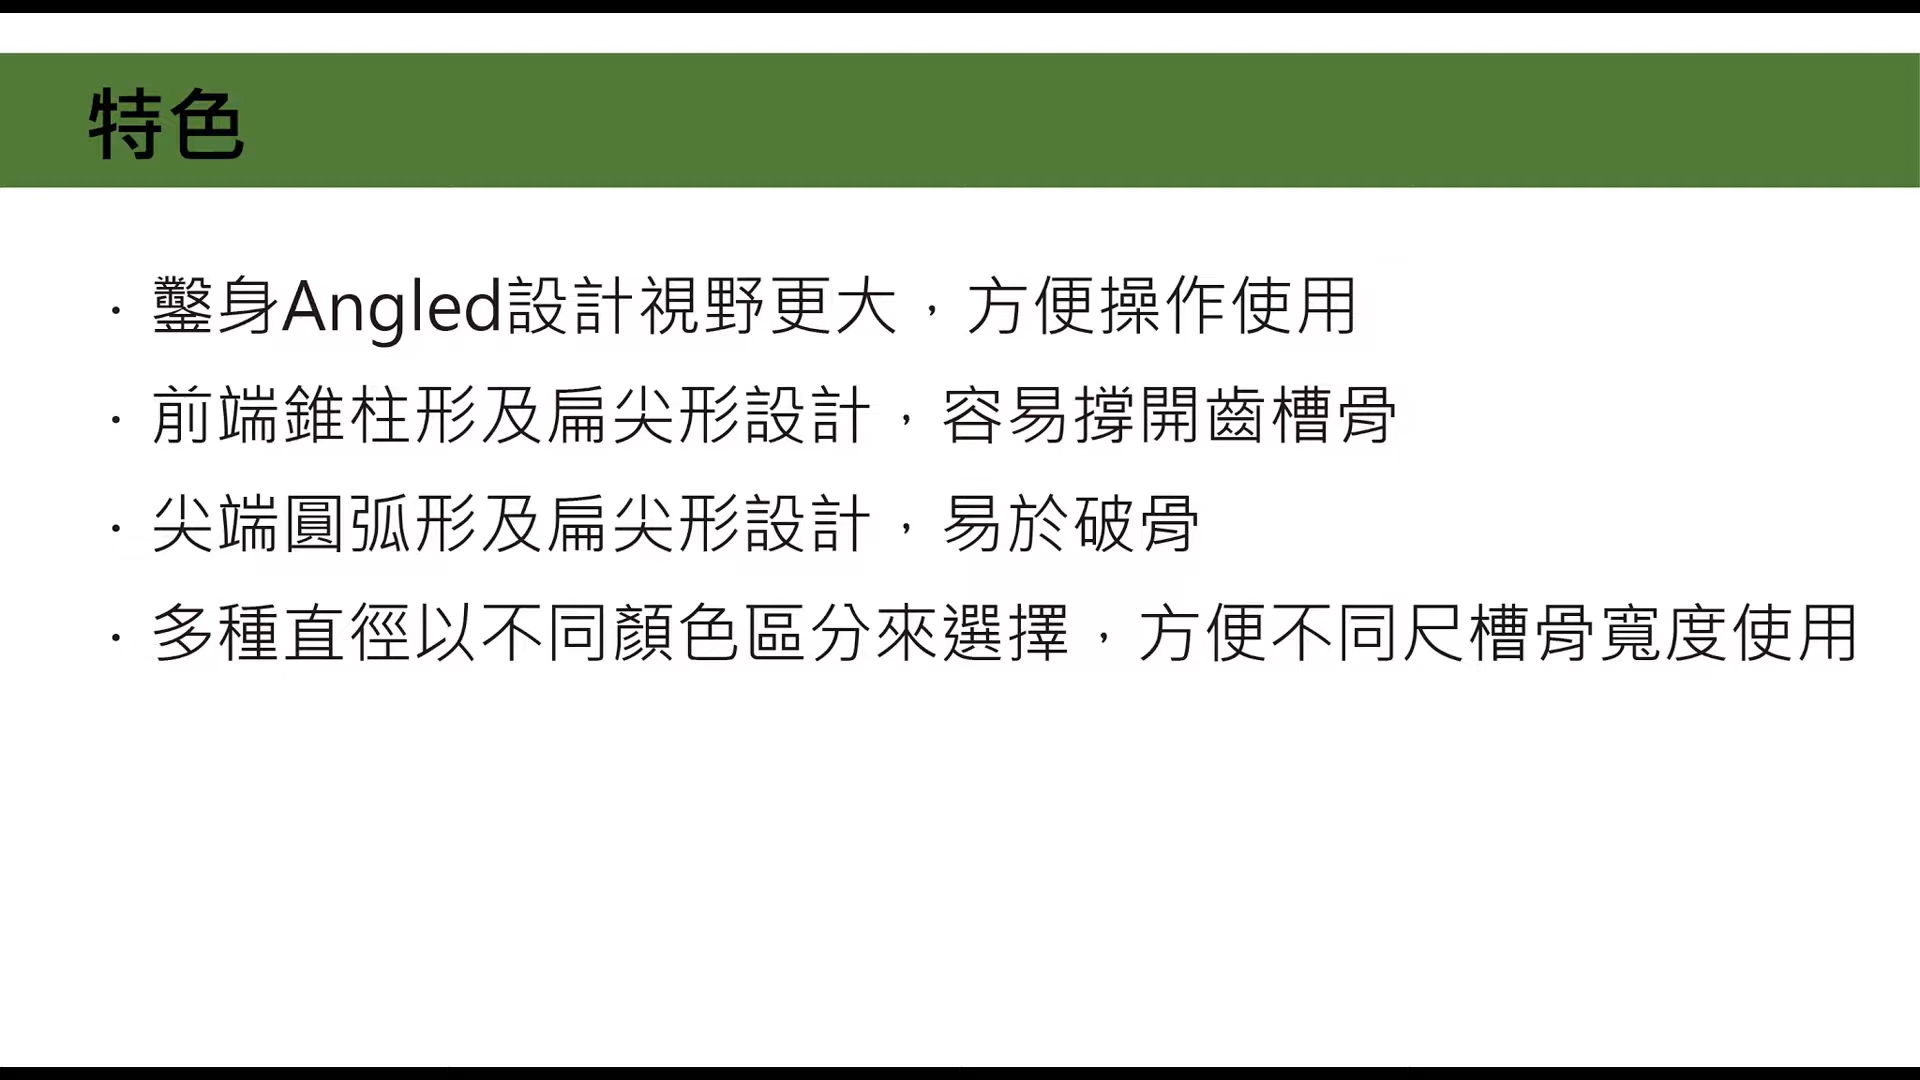 特色
· 鑿身Angled設計視野更大，方便操作使用
· 前端錐柱形及扁尖形設計，容易撐開齒槽骨
· 尖端圓弧形及扁尖形設計，易於破骨
· 多種直徑以不同顏色區分來選擇，方便不同尺槽骨寬度使用